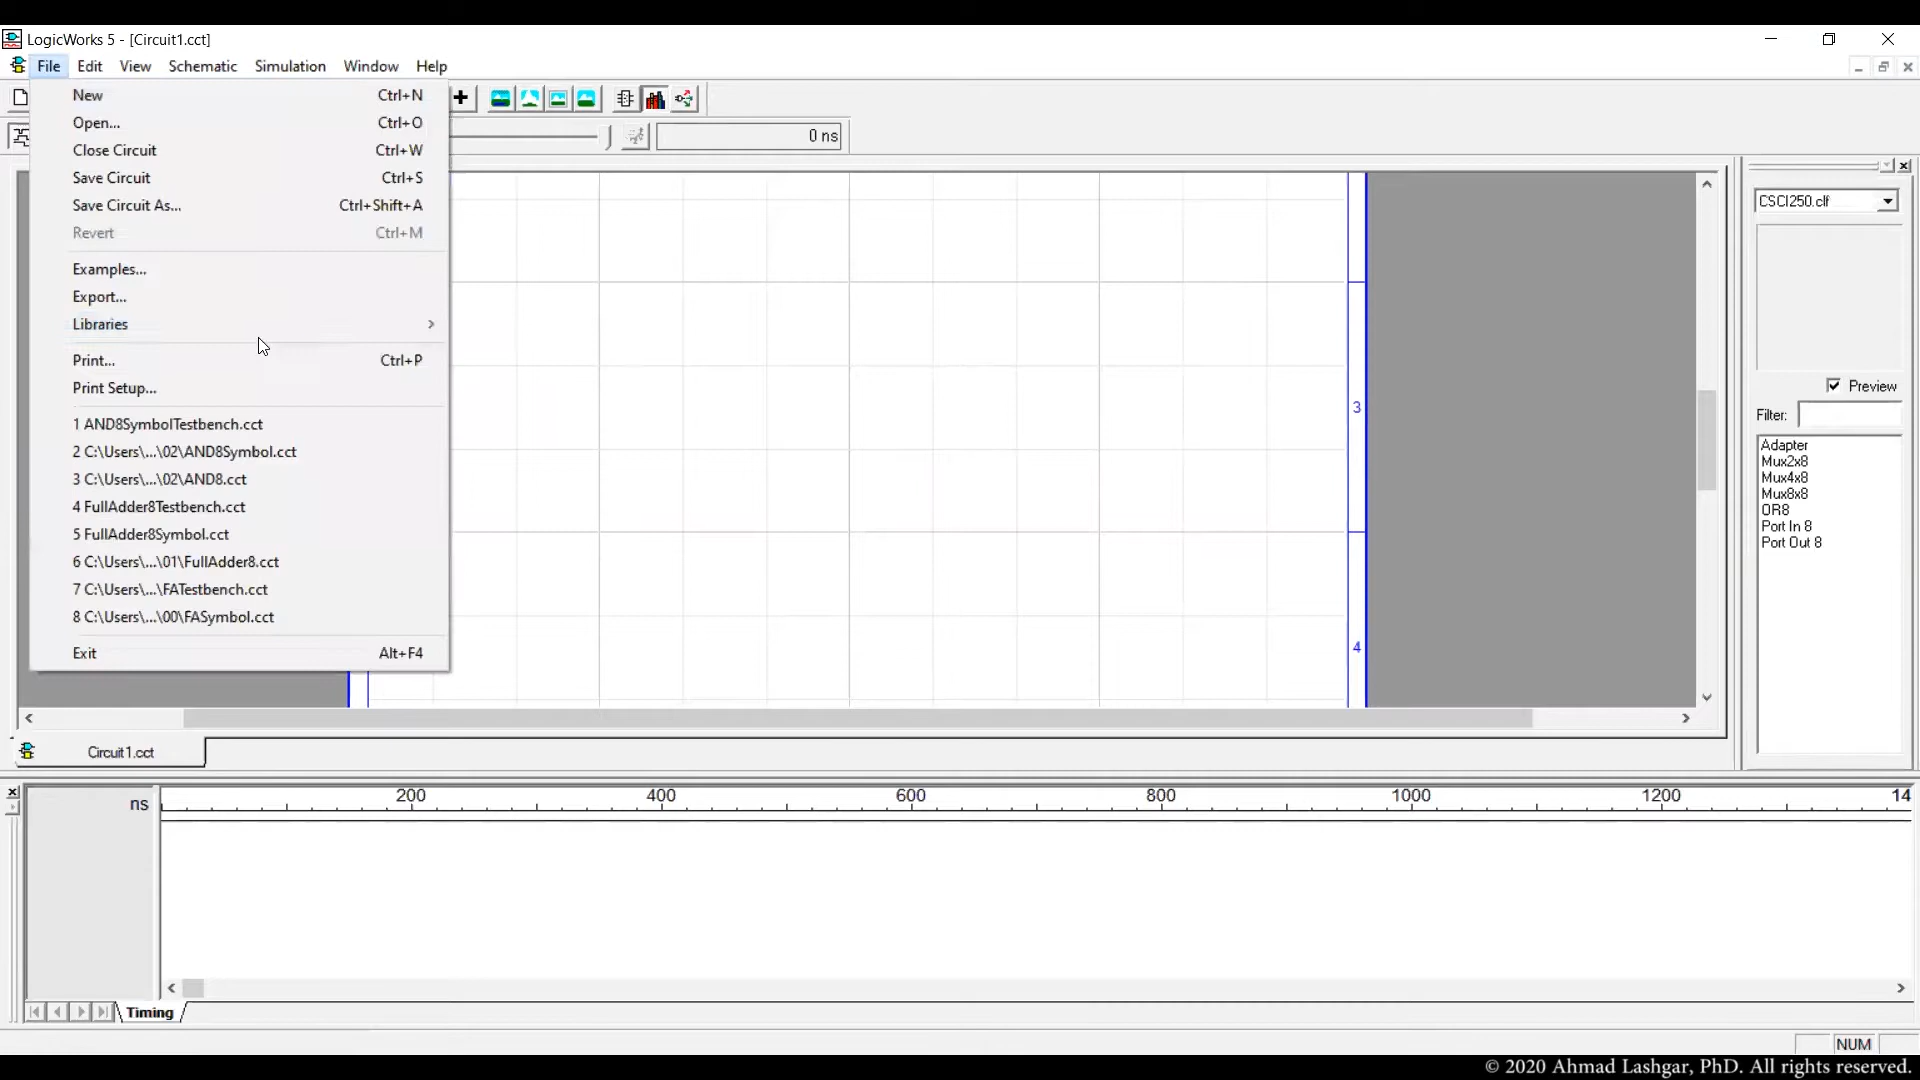 LogicWorks 5 - [Circuit1.cct]
File Edit View Schematic Simulation Window Help
New Ctrl+N
Open... Ctrl+O
Close Circuit Ctrl+W
Save Circuit Ctrl+S
Save Circuit As... Ctrl+Shift+A
Revert Ctrl+M
Examples...
Export...
Libraries
Print... Ctrl+P
Print Setup...
1 AND8SymbolTestbench.cct
2 C:\Users\...\02\AND8Symbol.cct
3 C:\Users\...\02\AND8.cct
4 FullAdder8Testbench.cct
5 FullAdder8Symbol.cct
6 C:\Users\...\01\FullAdder8.cct
7 C:\Users\...\FATestbench.cct
8 C:\Users\...\00\FASymbol.cct
Exit Alt+F4
0 ns
3
4
CSCI250.clf
Preview
Filter:
Adapter
Mux2x8
Mux4x8
Mux8x8
OR8
Port In 8
Port Out 8
Circuit1.cct
ns 200 400 600 800 1000 1200 14
Timing
NUM
© 2020 Ahmad Lashgar, PhD. All rights reserved.